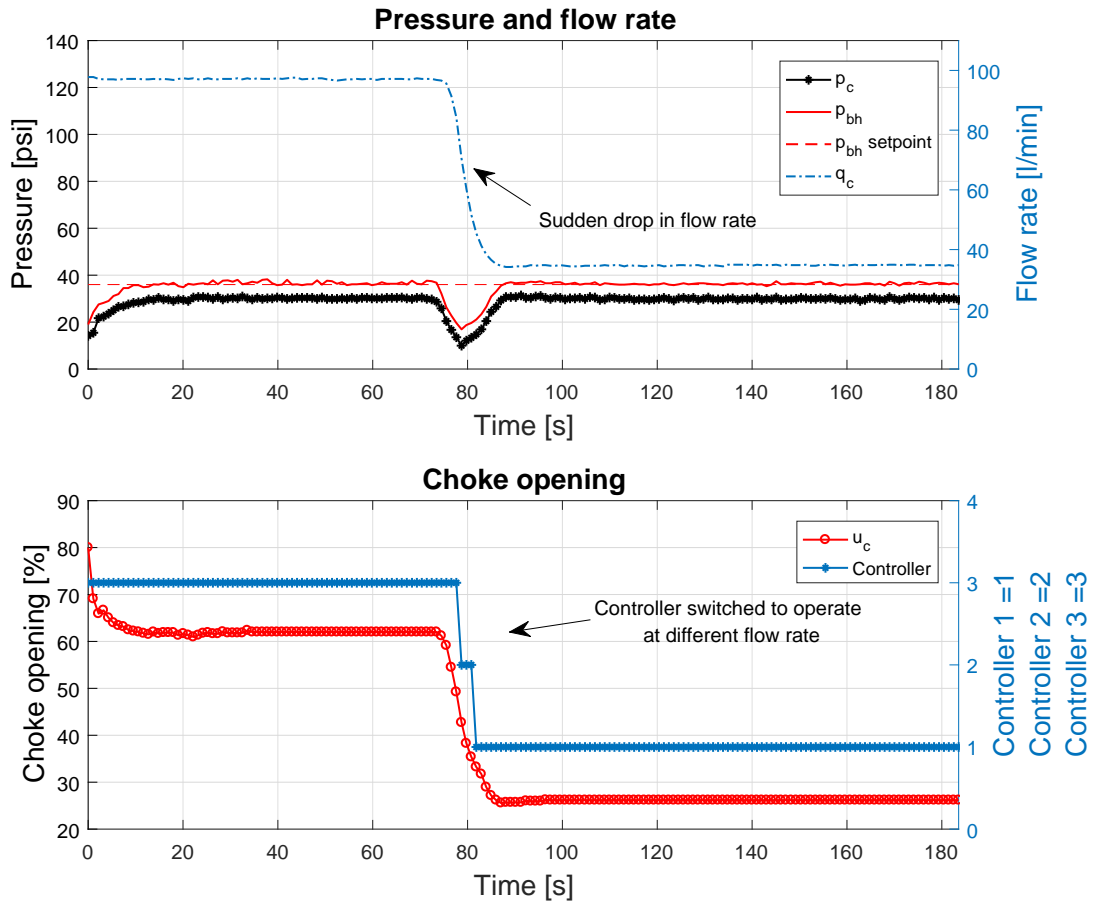 Pressure and flow rate
140
120
100
80
60
40
20
0
Pressure [psi]
100
80
60
40
20
0
Flow rate [l/min]
p_c
p_bh
p_bh setpoint
q_c
Sudden drop in flow rate
0 20 40 60 80 100 120 140 160 180
Time [s]
Choke opening
90
80
70
60
50
40
30
20
Choke opening [%]
4
3
2
1
0
Controller 1 =1
Controller 2 =2
Controller 3 =3
u_c
Controller
Controller switched to operate
at different flow rate
0 20 40 60 80 100 120 140 160 180
Time [s]